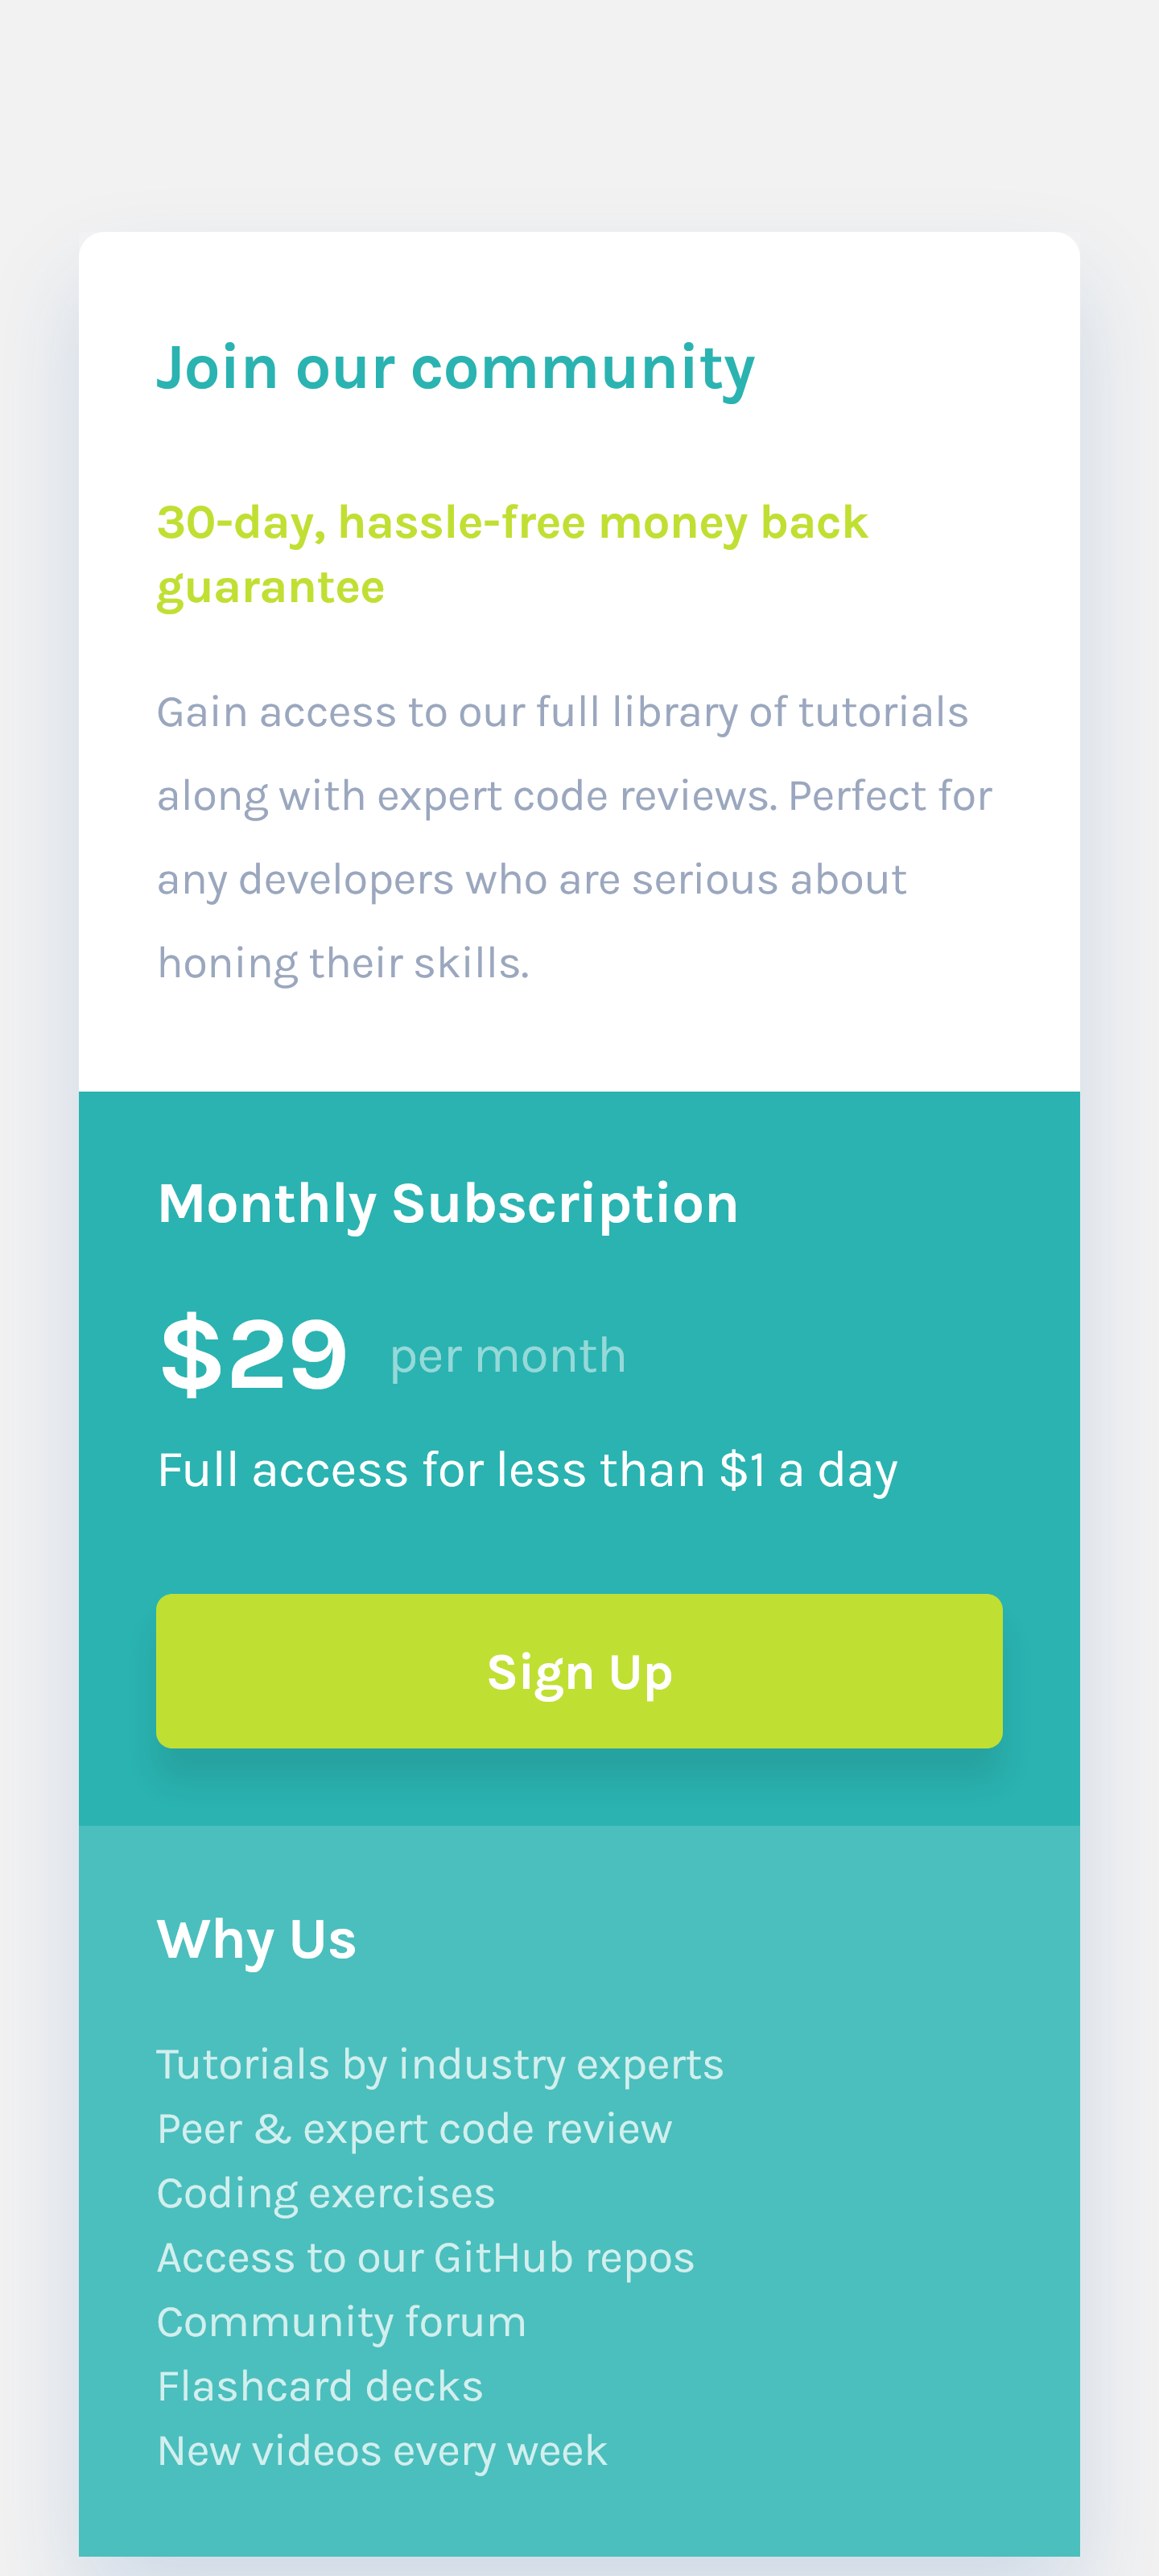 Join our community
30-day, hassle-free money back
guarantee
Gain access to our full library of tutorials
along with expert code reviews. Perfect for
any developers who are serious about
honing their skills.
Monthly Subscription
$29 per month
Full access for less than $1 a day
Sign Up
Why Us
Tutorials by industry experts
Peer & expert code review
Coding exercises
Access to our GitHub repos
Community forum
Flashcard decks
New videos every week